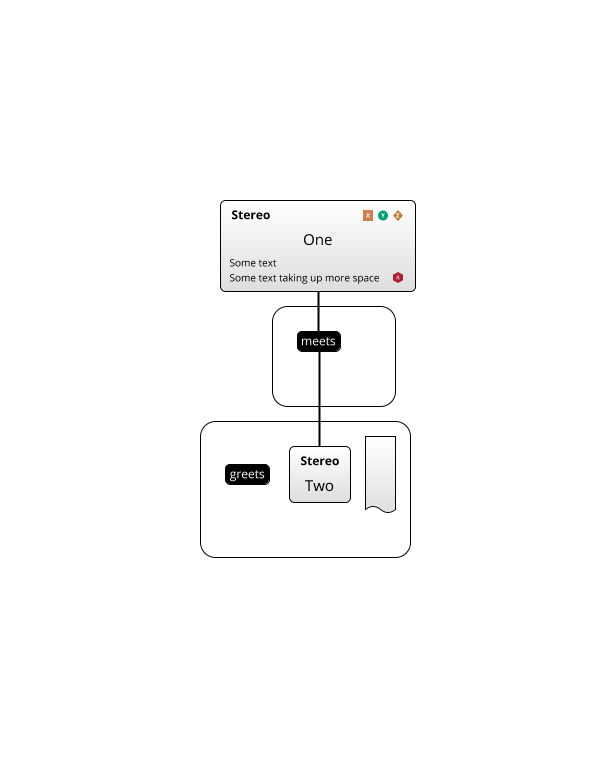 Stereo X Y Z
One
Some text
Some text taking up more space A
meets
Stereo
greets
Two